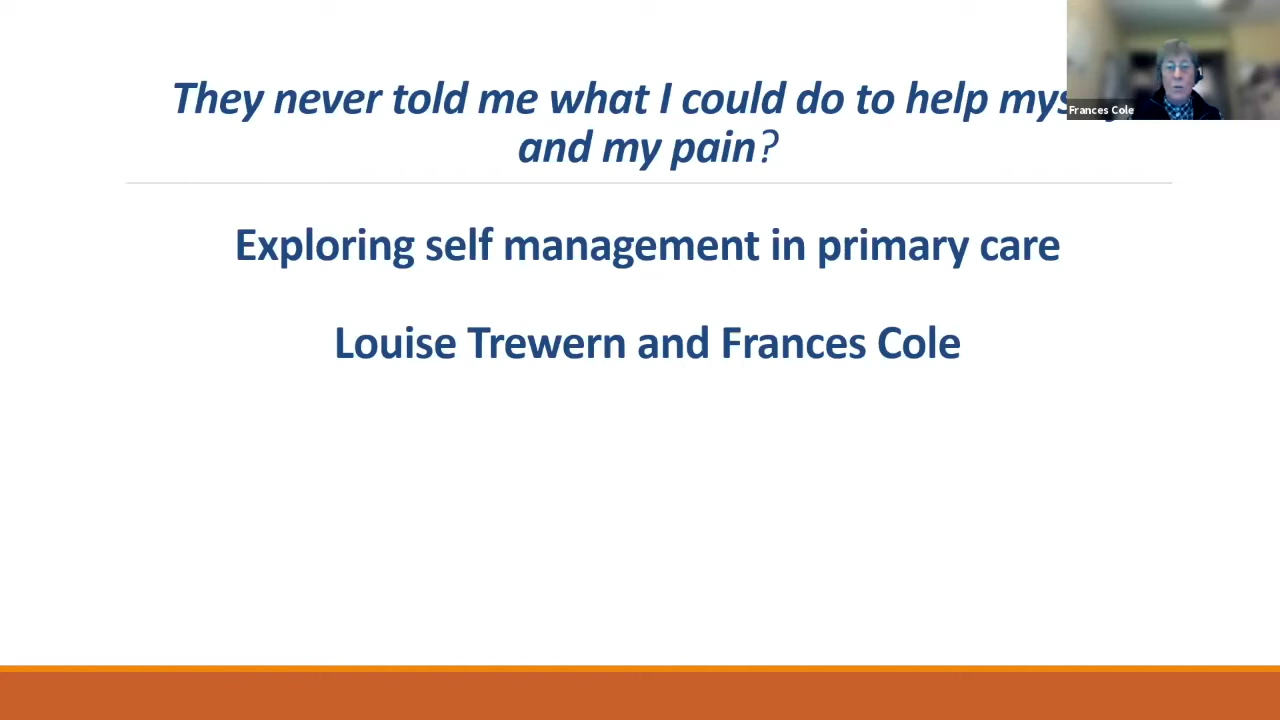 They never told me what I could do to help
and my pain?
Exploring self management in primary care
Louise Trewern and Frances Cole
Frances Cole